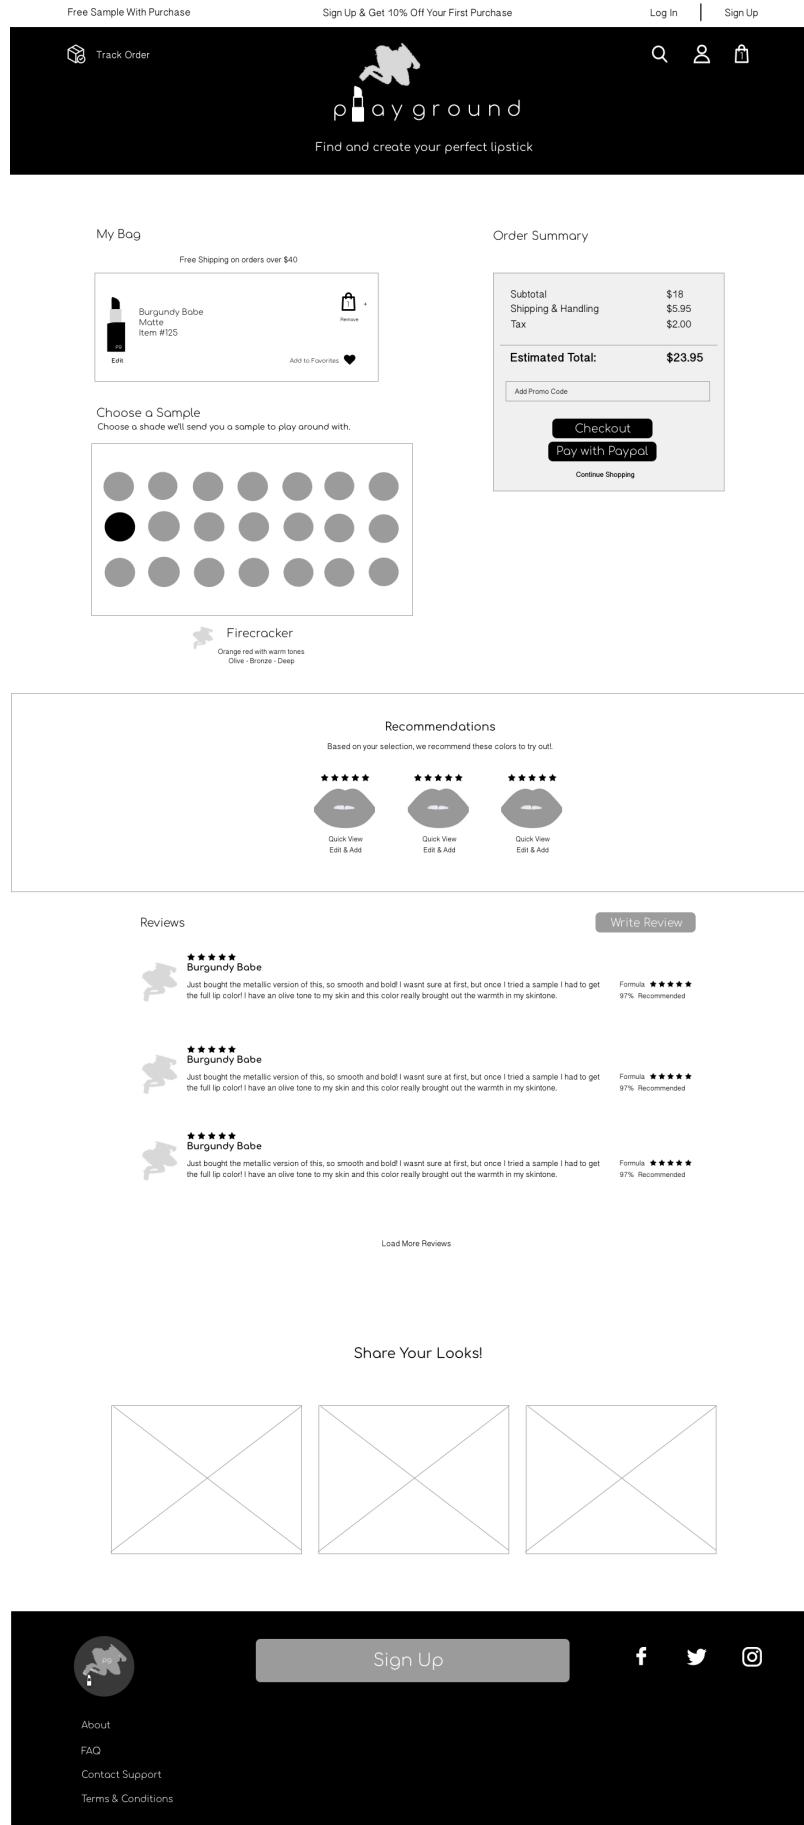 Free Sample With Purchase
Sign Up & Get 10% Off Your First Purchase
Log In
Sign Up
Track Order
1
playground
Find and create your perfect lipstick
My Bag
Order Summary
Free Shipping on orders over $40
Burgundy Babe
Matte
Item #125
1 +
Remove
pg
Edit
Add to Favorites
Subtotal $18
Shipping & Handling $5.95
Tax $2.00
Estimated Total: $23.95
Add Promo Code
Checkout
Pay with Paypal
Continue Shopping
Choose a Sample
Choose a shade we'll send you a sample to play around with.
Firecracker
Orange red with warm tones
Olive - Bronze - Deep
Recommendations
Based on your selection, we recommend these colors to try out!.
Quick View Quick View Quick View
Edit & Add Edit & Add Edit & Add
Reviews
Write Review
Burgundy Babe
Just bought the metallic version of this, so smooth and bold! I wasnt sure at first, but once I tried a sample I had to get
the full lip color! I have an olive tone to my skin and this color really brought out the warmth in my skintone.
Formula
97% Recommended
Burgundy Babe
Just bought the metallic version of this, so smooth and bold! I wasnt sure at first, but once I tried a sample I had to get
the full lip color! I have an olive tone to my skin and this color really brought out the warmth in my skintone.
Formula
97% Recommended
Burgundy Babe
Just bought the metallic version of this, so smooth and bold! I wasnt sure at first, but once I tried a sample I had to get
the full lip color! I have an olive tone to my skin and this color really brought out the warmth in my skintone.
Formula
97% Recommended
Load More Reviews
Share Your Looks!
pg
Sign Up
About
FAQ
Contact Support
Terms & Conditions